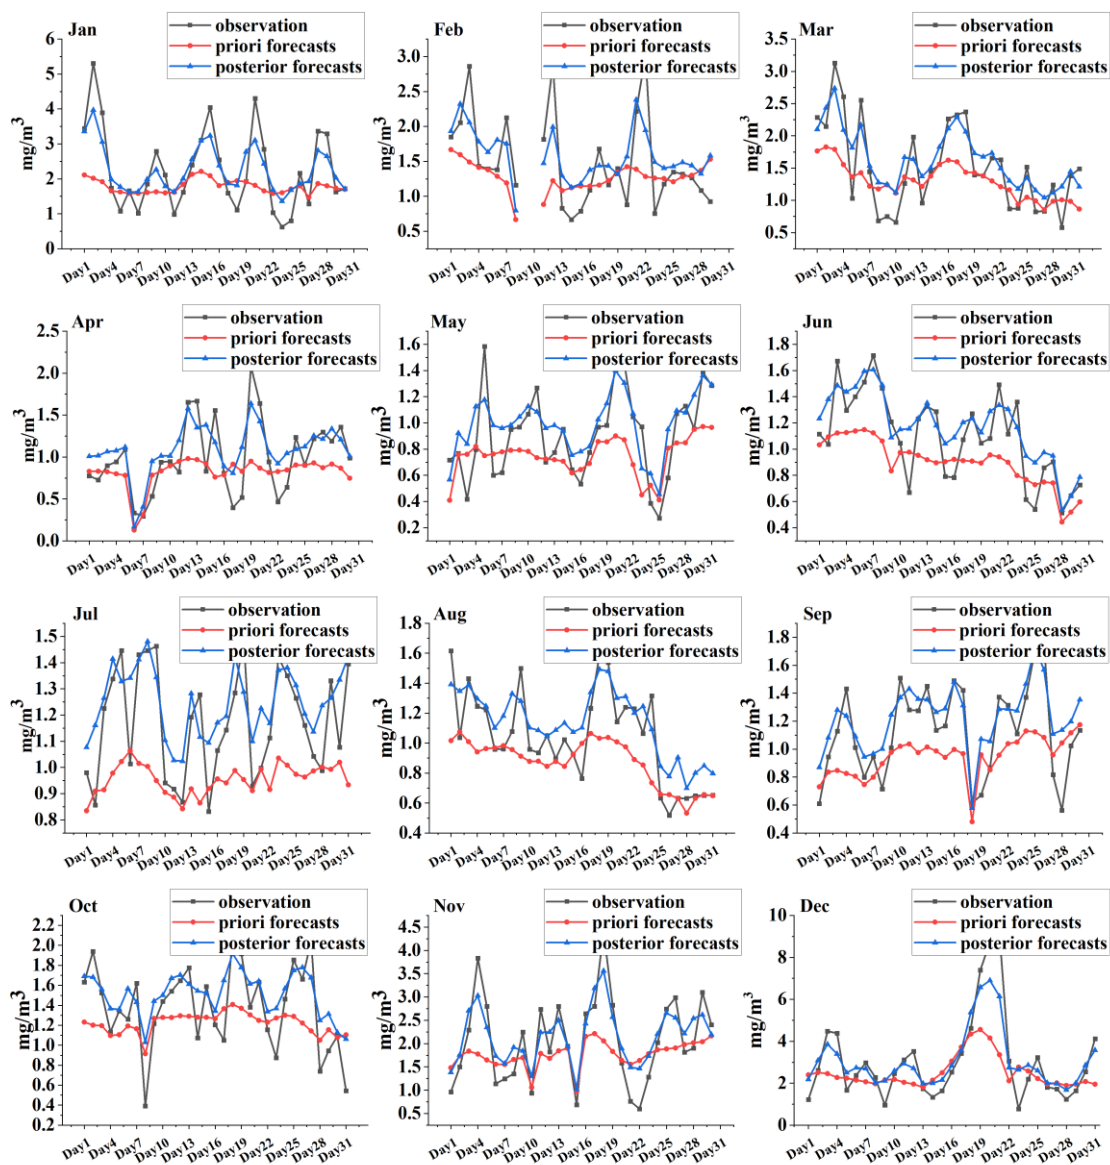 Jan
observation
priori forecasts
posterior forecasts
mg/m³
6
5
4
3
2
1
0
Day1 Day4 Day7 Day10 Day13 Day16 Day19 Day22 Day25 Day28 Day31
Feb
observation
priori forecasts
posterior forecasts
mg/m³
3.0
2.5
2.0
1.5
1.0
0.5
Day1 Day4 Day7 Day10 Day13 Day16 Day19 Day22 Day25 Day28 Day31
Mar
observation
priori forecasts
posterior forecasts
mg/m³
3.5
3.0
2.5
2.0
1.5
1.0
0.5
Day1 Day4 Day7 Day10 Day13 Day16 Day19 Day22 Day25 Day28 Day31
Apr
observation
priori forecasts
posterior forecasts
mg/m³
2.5
2.0
1.5
1.0
0.5
0.0
Day1 Day4 Day7 Day10 Day13 Day16 Day19 Day22 Day25 Day28 Day31
May
observation
priori forecasts
posterior forecasts
mg/m³
1.6
1.4
1.2
1.0
0.8
0.6
0.4
0.2
Day1 Day4 Day7 Day10 Day13 Day16 Day19 Day22 Day25 Day28 Day31
Jun
observation
priori forecasts
posterior forecasts
mg/m³
1.8
1.6
1.4
1.2
1.0
0.8
0.6
0.4
Day1 Day4 Day7 Day10 Day13 Day16 Day19 Day22 Day25 Day28 Day31
Jul
observation
priori forecasts
posterior forecasts
mg/m³
1.5
1.4
1.3
1.2
1.1
1.0
0.9
0.8
Day1 Day4 Day7 Day10 Day13 Day16 Day19 Day22 Day25 Day28 Day31
Aug
observation
priori forecasts
posterior forecasts
mg/m³
1.6
1.4
1.2
1.0
0.8
0.6
0.4
Day1 Day4 Day7 Day10 Day13 Day16 Day19 Day22 Day25 Day28 Day31
Sep
observation
priori forecasts
posterior forecasts
mg/m³
1.6
1.4
1.2
1.0
0.8
0.6
0.4
Day1 Day4 Day7 Day10 Day13 Day16 Day19 Day22 Day25 Day28 Day31
Oct
observation
priori forecasts
posterior forecasts
mg/m³
2.2
2.0
1.8
1.6
1.4
1.2
1.0
0.8
0.6
0.4
0.2
Day1 Day4 Day7 Day10 Day13 Day16 Day19 Day22 Day25 Day28 Day31
Nov
observation
priori forecasts
posterior forecasts
mg/m³
4.0
3.5
3.0
2.5
2.0
1.5
1.0
0.5
Day1 Day4 Day7 Day10 Day13 Day16 Day19 Day22 Day25 Day28 Day31
Dec
observation
priori forecasts
posterior forecasts
mg/m³
10
8
6
4
2
0
Day1 Day4 Day7 Day10 Day13 Day16 Day19 Day22 Day25 Day28 Day31